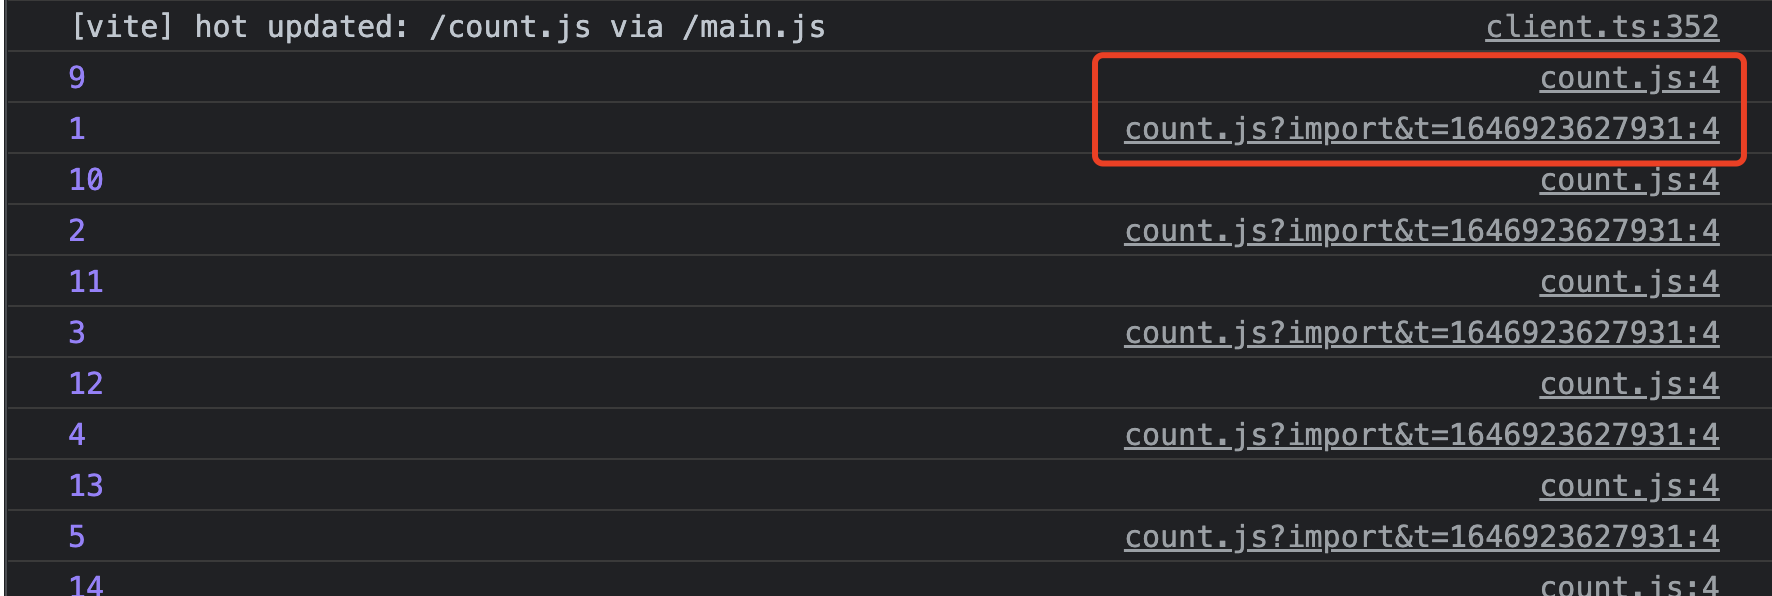 [vite] hot updated: /count.js via /main.js client.ts:352
9 count.js:4
1 count.js?import&t=1646923627931:4
10 count.js:4
2 count.js?import&t=1646923627931:4
11 count.js:4
3 count.js?import&t=1646923627931:4
12 count.js:4
4 count.js?import&t=1646923627931:4
13 count.js:4
5 count.js?import&t=1646923627931:4
14 count.js:4